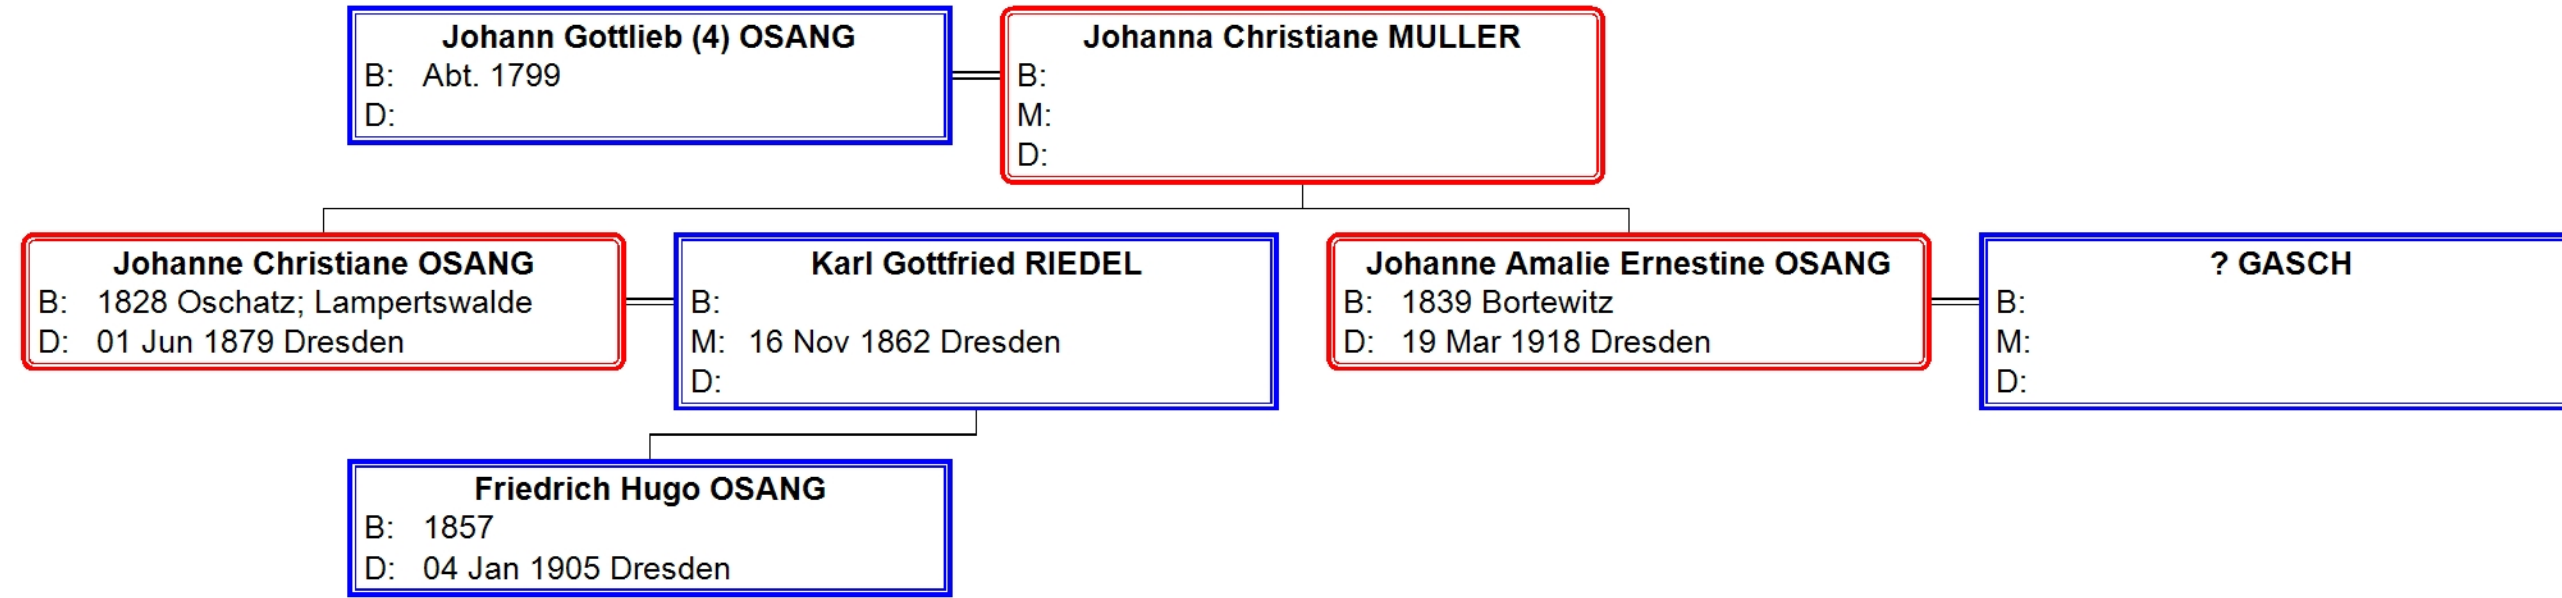 Johann Gottlieb (4) OSANG
B: Abt. 1799
D:
Johanna Christiane MULLER
B:
M:
D:
Johanne Christiane OSANG
B: 1828 Oschatz; Lampertswalde
D: 01 Jun 1879 Dresden
Karl Gottfried RIEDEL
B:
M: 16 Nov 1862 Dresden
D:
Johanne Amalie Ernestine OSANG
B: 1839 Bortewitz
D: 19 Mar 1918 Dresden
? GASCH
B:
M:
D:
Friedrich Hugo OSANG
B: 1857
D: 04 Jan 1905 Dresden